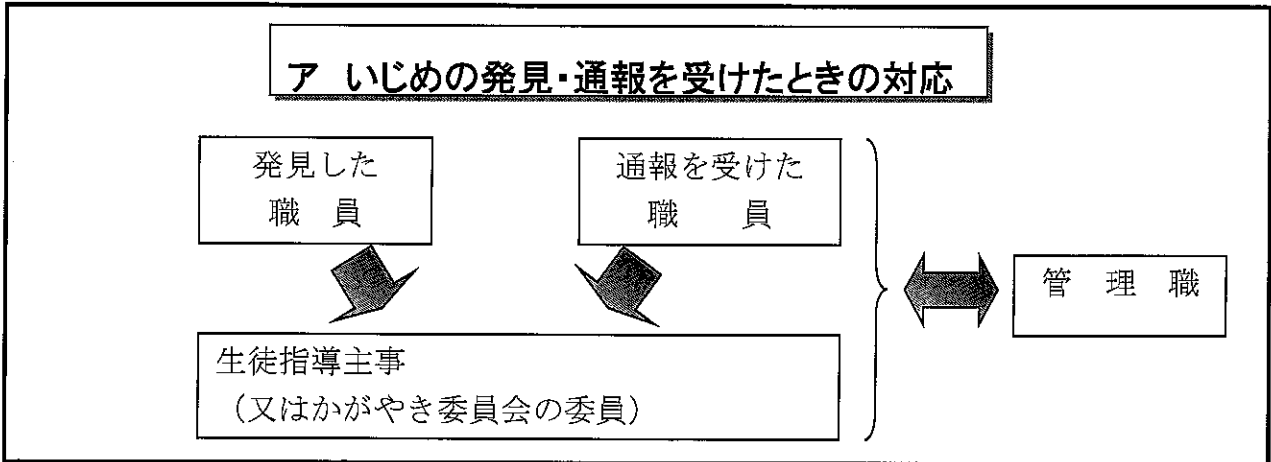 ア いじめの発見・通報を受けたときの対応
発見した
職 員
通報を受けた
職 員
管 理 職
生徒指導主事
(又はかがやき委員会の委員)